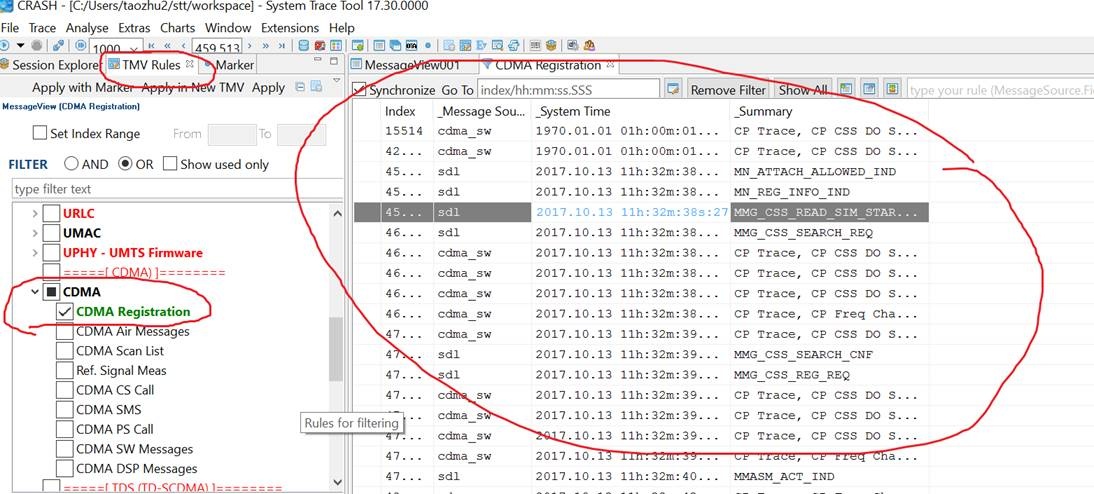 CRASH - [C:/Users/taozhu2/stt/workspace] - System Trace Tool 17.30.0000
File Trace Analyse Extras Charts Window Extensions Help
1000 459,513
Session Explorer TMV Rules Marker
Apply with Marker Apply in New TMV Apply
MessageView (CDMA Registration)
Set Index Range From To
FILTER AND OR Show used only
type filter text
URLC
UMAC
UPHY - UMTS Firmware
=====[ CDMA) ]========
CDMA
CDMA Registration
CDMA Air Messages
CDMA Scan List
Ref. Signal Meas
CDMA CS Call
CDMA SMS
CDMA PS Call
CDMA SW Messages
CDMA DSP Messages
=====[ TDS (TD-SCDMA) ]========
Rules for filtering
MessageView001 CDMA Registration
Synchronize Go To index/hh:mm:ss.SSS Remove Filter Show All type your rule (MessageSource.Fie
Index _Message Sou... _System Time _Summary
15514 cdma_sw 1970.01.01 01h:00m:01... CP Trace, CP CSS DO S...
42... cdma_sw 1970.01.01 01h:00m:01... CP Trace, CP CSS DO S...
45... sdl 2017.10.13 11h:32m:38... MN_ATTACH_ALLOWED_IND
45... sdl 2017.10.13 11h:32m:38... MN_REG_INFO_IND
45... sdl 2017.10.13 11h:32m:38s:27 MMG_CSS_READ_SIM_STAR...
46... sdl 2017.10.13 11h:32m:38... MMG_CSS_SEARCH_REQ
46... cdma_sw 2017.10.13 11h:32m:38... CP Trace, CP CSS DO S...
46... cdma_sw 2017.10.13 11h:32m:38... CP Trace, CP CSS DO S...
46... cdma_sw 2017.10.13 11h:32m:38... CP Trace, CP CSS DO S...
46... cdma_sw 2017.10.13 11h:32m:38... CP Trace, CP Freq Cha...
47... cdma_sw 2017.10.13 11h:32m:39... CP Trace, CP CSS DO S...
47... sdl 2017.10.13 11h:32m:39... MMG_CSS_SEARCH_CNF
47... sdl 2017.10.13 11h:32m:39... MMG_CSS_REG_REQ
47... cdma_sw 2017.10.13 11h:32m:39... CP Trace, CP CSS DO S...
47... cdma_sw 2017.10.13 11h:32m:39... CP Trace, CP CSS DO S...
47... cdma_sw 2017.10.13 11h:32m:39... CP Trace, CP CSS DO S...
47... cdma_sw 2017.10.13 11h:32m:39... CP Trace, CP Freq Cha...
47... sdl 2017.10.13 11h:32m:40... MMASM_ACT_IND